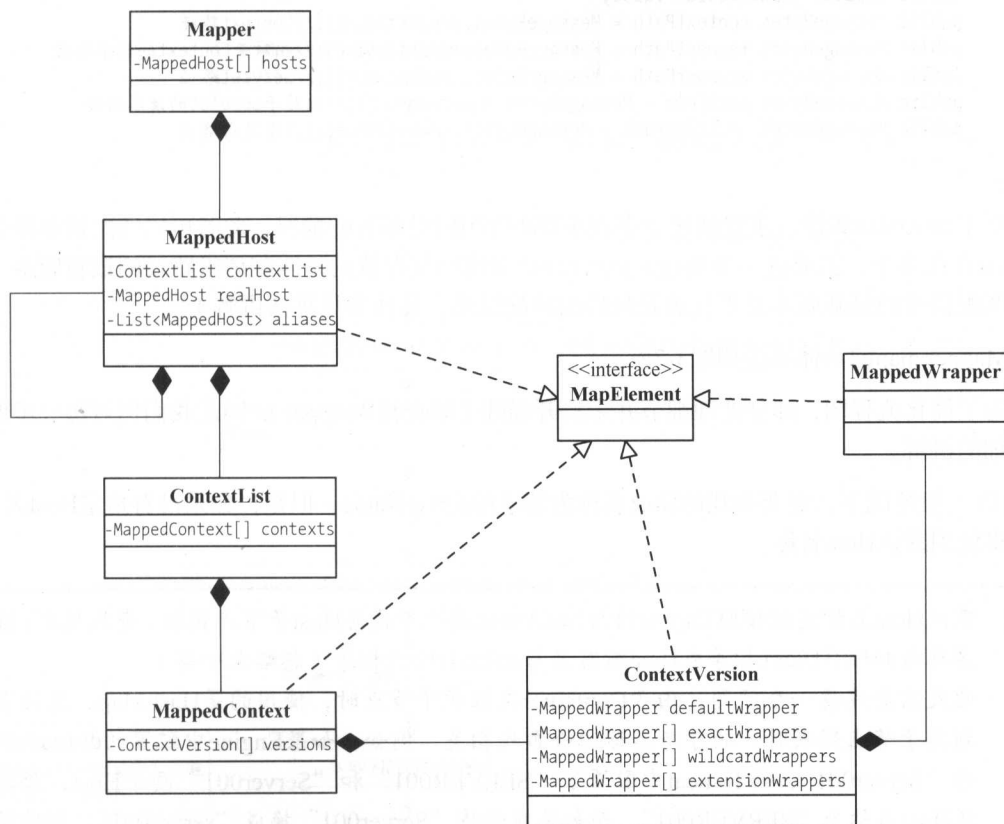 Mapper
-MappedHost[] hosts
MappedHost
-ContextList contextList
-MappedHost realHost
-List<MappedHost> aliases
<<interface>>
MapElement
MappedWrapper
ContextList
-MappedContext[] contexts
MappedContext
-ContextVersion[] versions
ContextVersion
-MappedWrapper defaultWrapper
-MappedWrapper[] exactWrappers
-MappedWrapper[] wildcardWrappers
-MappedWrapper[] extensionWrappers